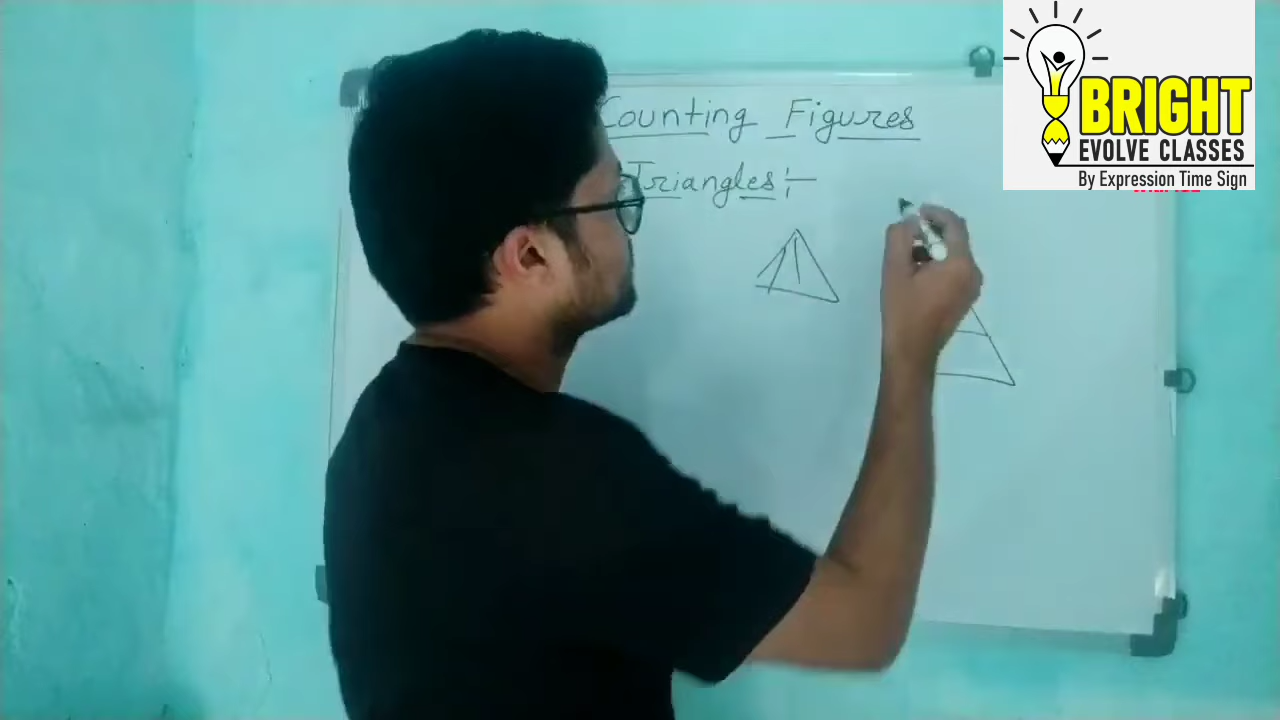 Counting Figures
Triangles:-
BRIGHT
EVOLVE CLASSES
By Expression Time Sign